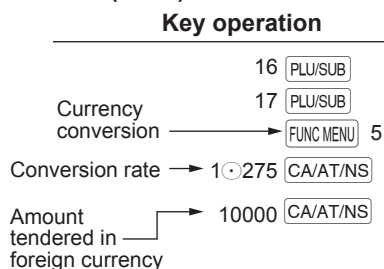 Key operation
16 PLU/SUB
17 PLU/SUB
Currency
conversion
FUNC MENU 5
Conversion rate 1⊙275 CA/AT/NS
Amount
tendered in
foreign currency
10000 CA/AT/NS